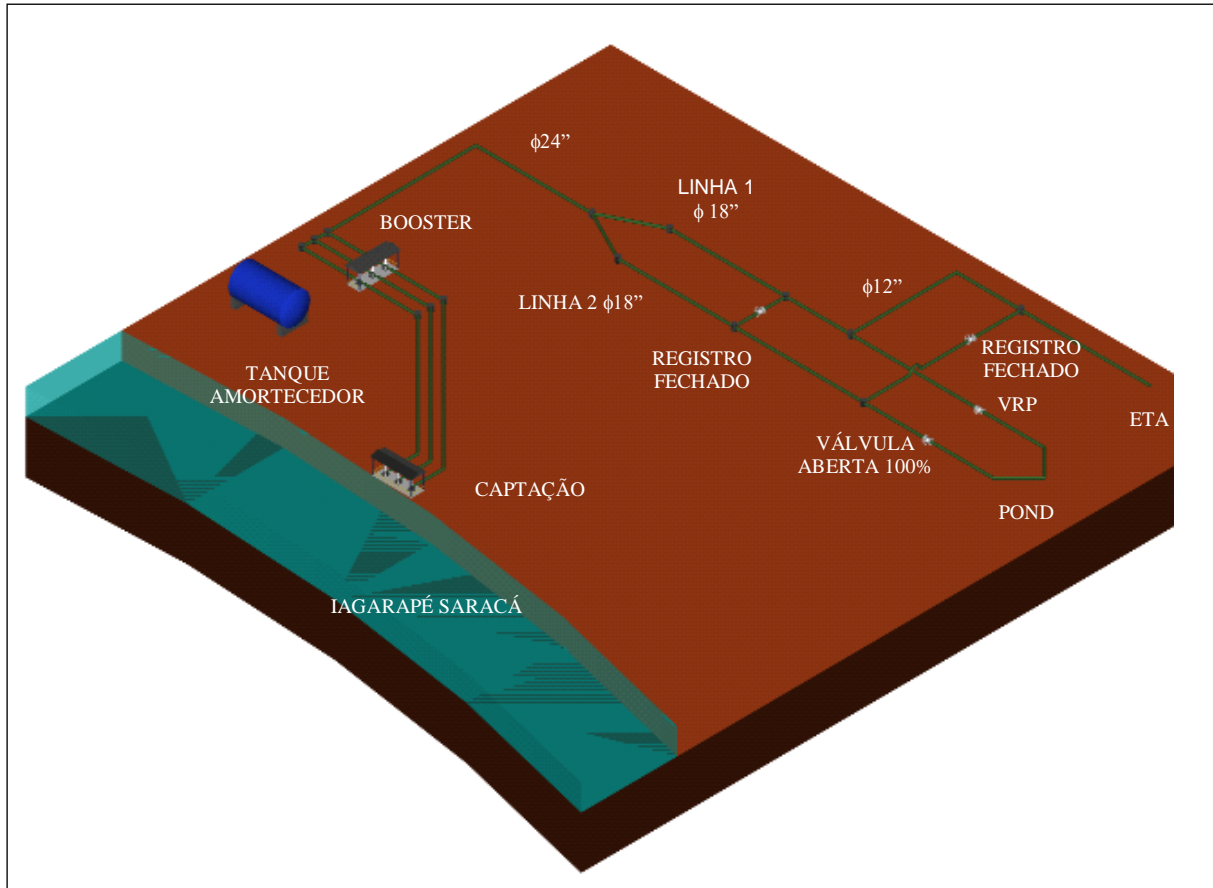 ϕ24”
LINHA 1
ϕ 18”
BOOSTER
LINHA 2 ϕ18”
ϕ12”
REGISTRO
FECHADO
REGISTRO
FECHADO
TANQUE
AMORTECEDOR
VRP
ETA
VÁLVULA
ABERTA 100%
CAPTAÇÃO
POND
IAGARAPÉ SARACÁ